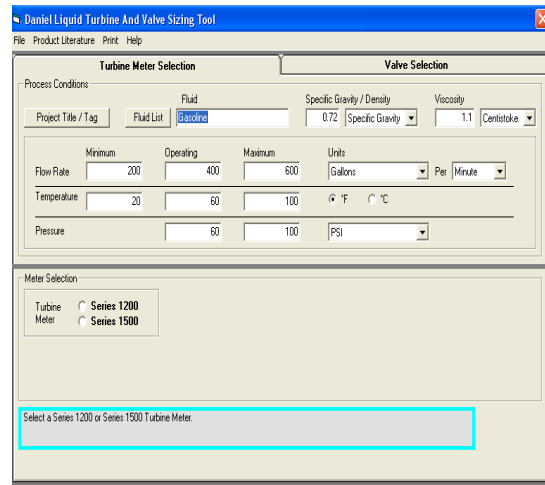 Daniel Liquid Turbine And Valve Sizing Tool
File Product Literature Print Help
Turbine Meter Selection Valve Selection
Process Conditions
Fluid Specific Gravity / Density Viscosity
Project Title / Tag Fluid List Gasoline 0.72 Specific Gravity 1.1 Centistoke
Minimum Operating Maximum Units
Flow Rate 200 400 600 Gallons Per Minute
Temperature 20 60 100 °F °C
Pressure 60 100 PSI
Meter Selection
Turbine Series 1200
Meter Series 1500
Select a Series 1200 or Series 1500 Turbine Meter.